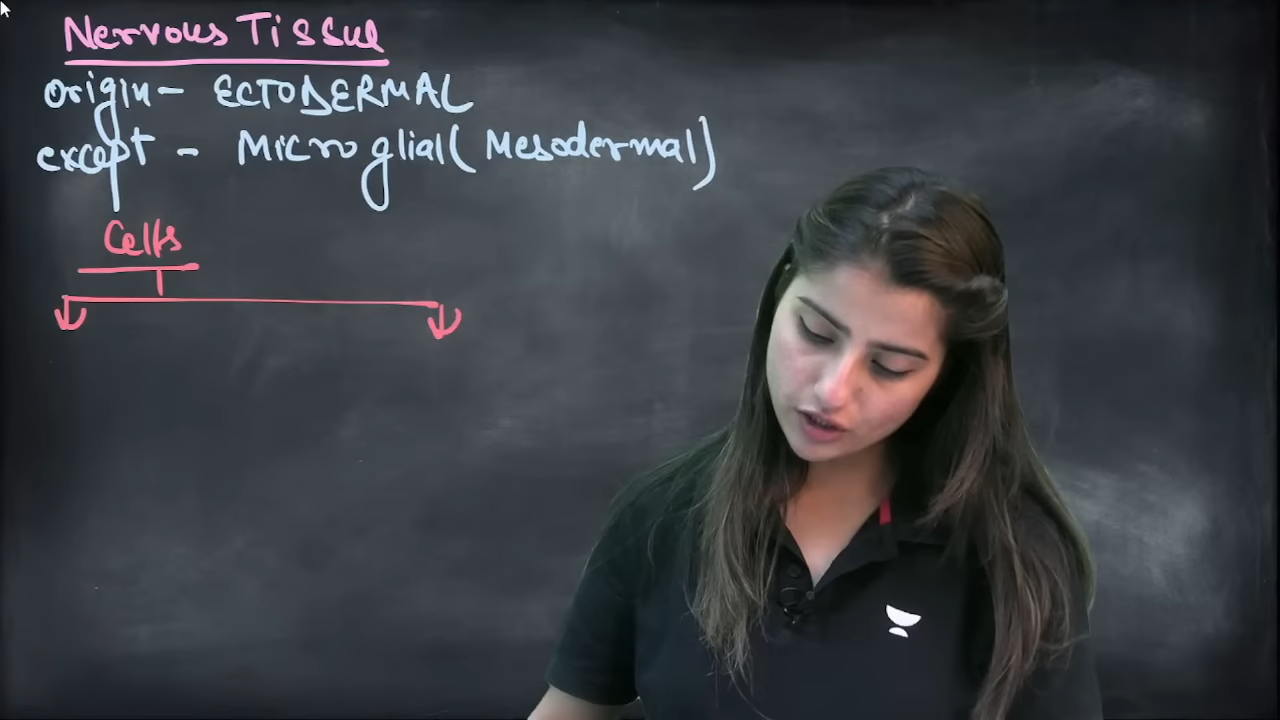 Nervous Tissue
origin - ECTODERMAL
except - Microglial (Mesodermal)
Cells